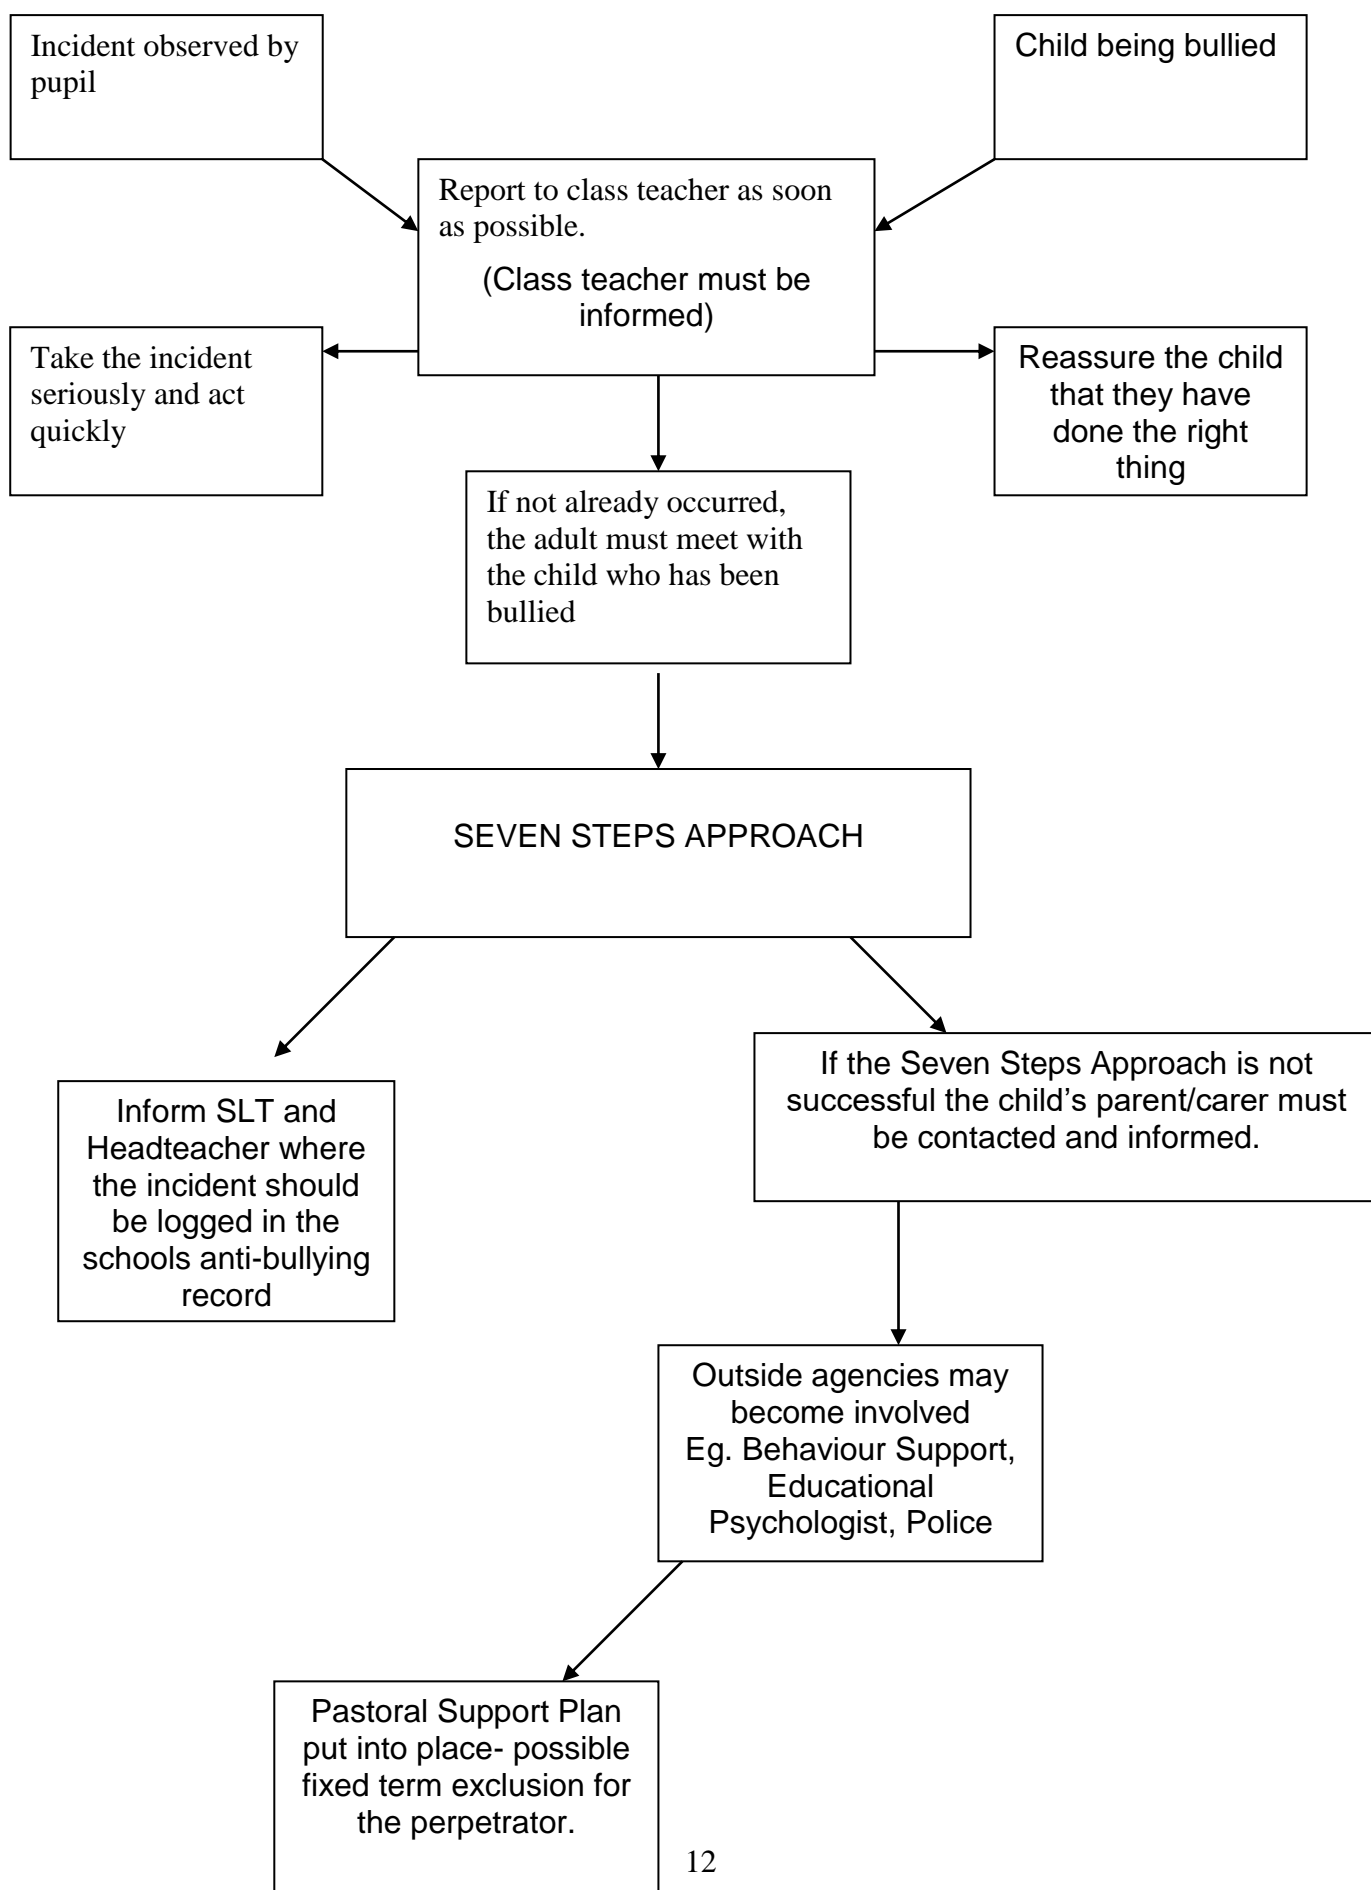 Incident observed by
pupil
Child being bullied
Report to class teacher as soon
as possible.
(Class teacher must be
informed)
Take the incident
seriously and act
quickly
Reassure the child
that they have
done the right
thing
If not already occurred,
the adult must meet with
the child who has been
bullied
SEVEN STEPS APPROACH
Inform SLT and
Headteacher where
the incident should
be logged in the
schools anti-bullying
record
If the Seven Steps Approach is not
successful the child’s parent/carer must
be contacted and informed.
Outside agencies may
become involved
Eg. Behaviour Support,
Educational
Psychologist, Police
Pastoral Support Plan
put into place- possible
fixed term exclusion for
the perpetrator.
12